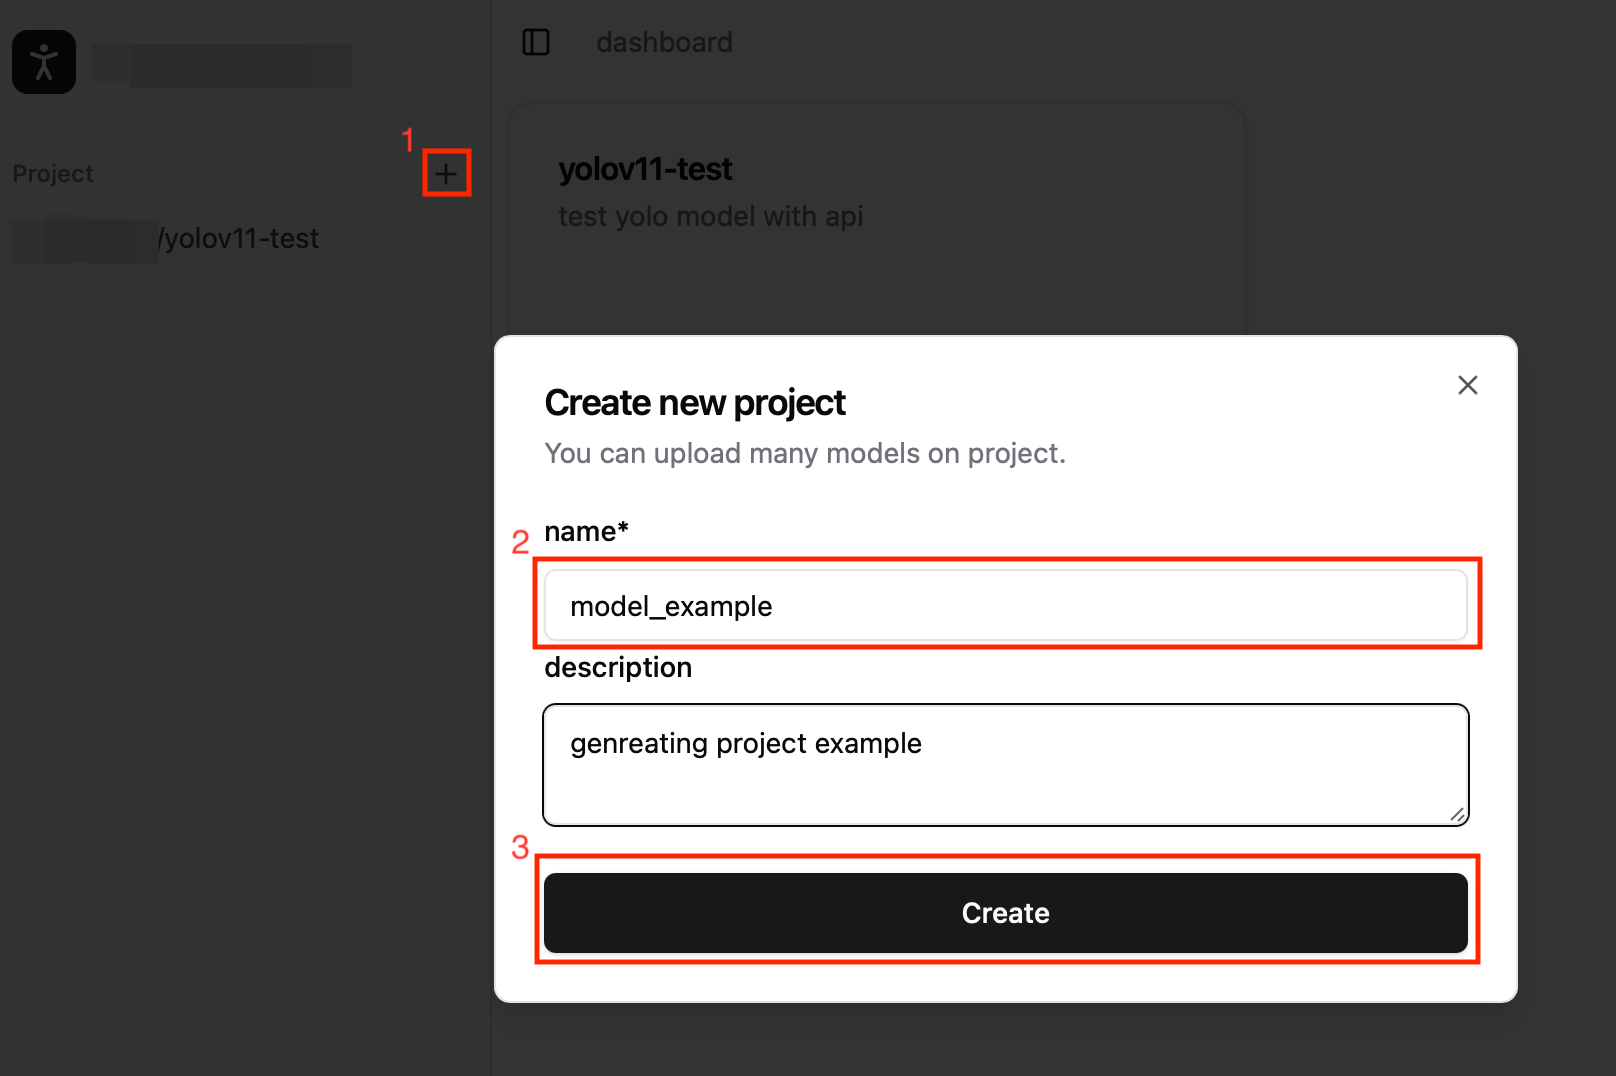 dashboard
1
Project
/yolov11-test
yolov11-test
test yolo model with api
Create new project
You can upload many models on project.
2
name*
model_example
description
genreating project example
3
Create